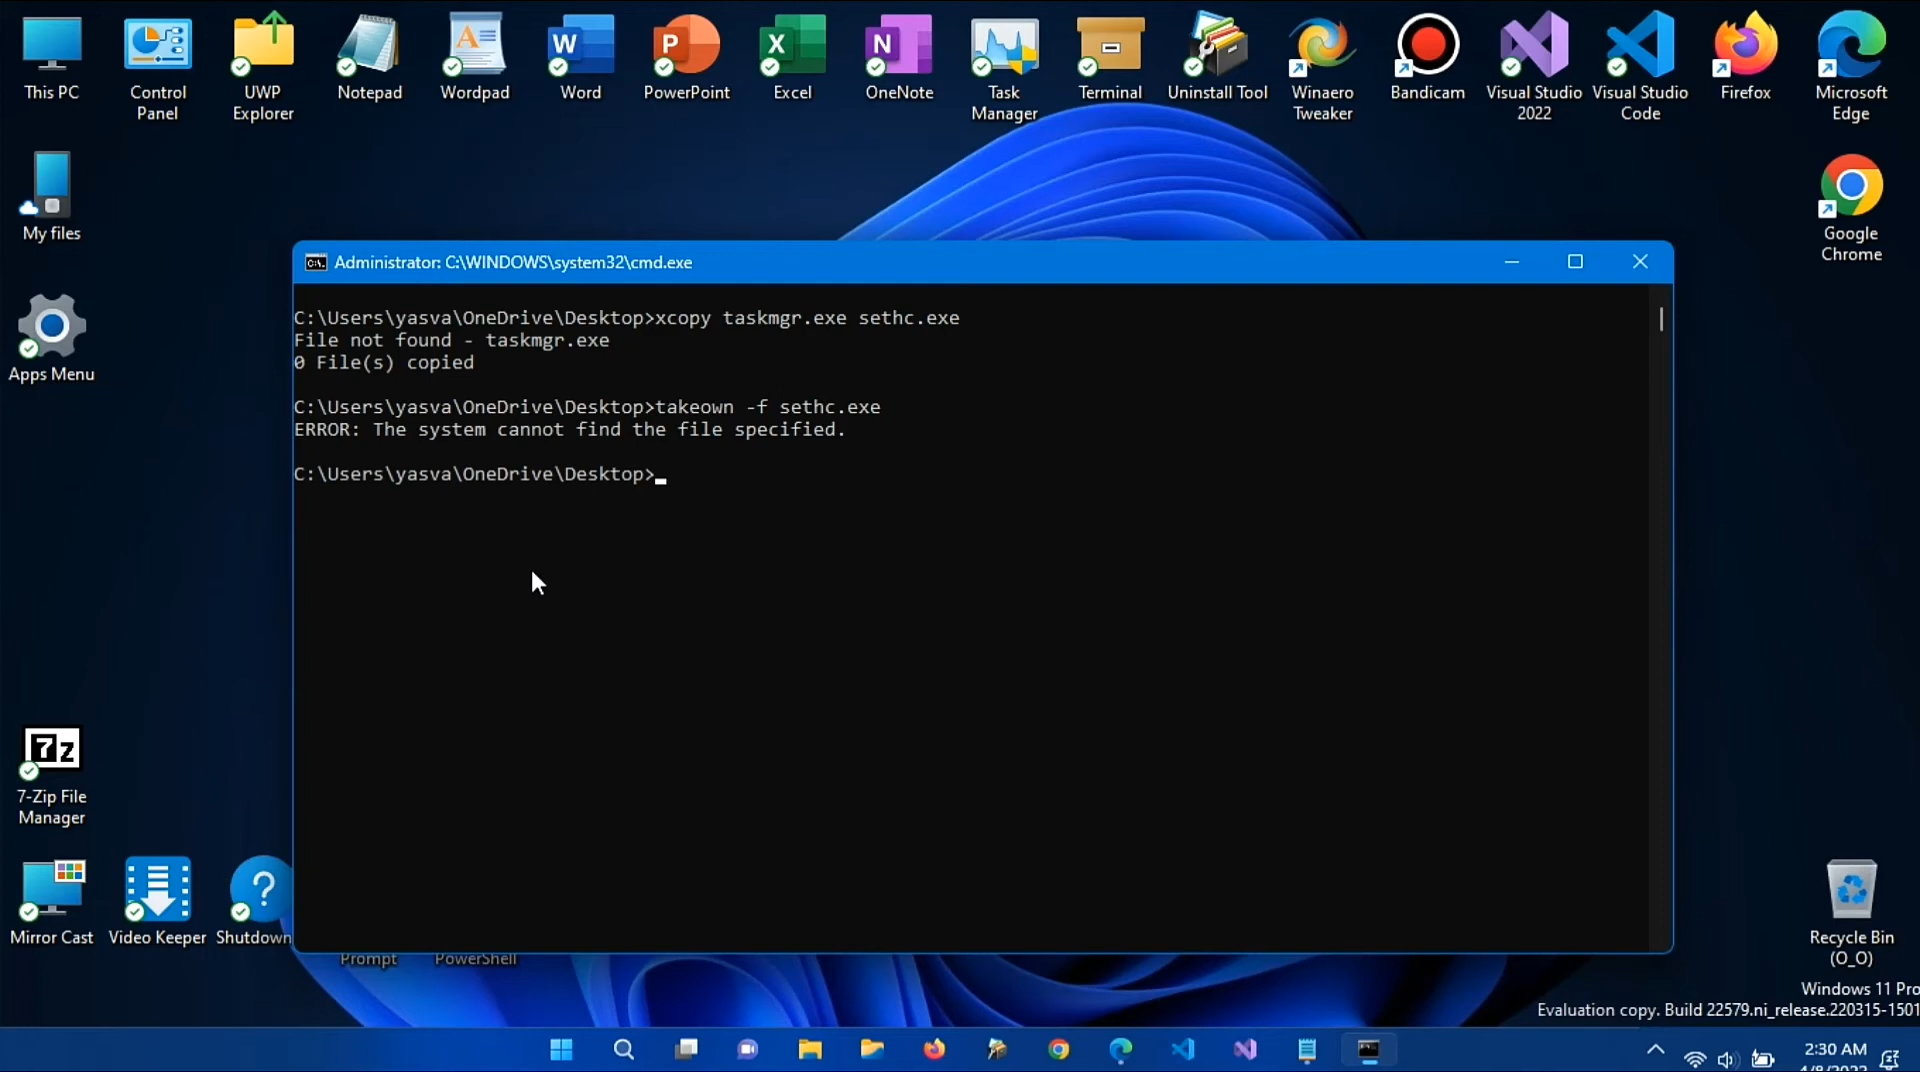 This PC
Control
Panel
UWP
Explorer
Notepad
Wordpad
Word
PowerPoint
Excel
OneNote
Task
Manager
Terminal
Uninstall Tool
Winaero
Tweaker
Bandicam
Visual Studio
2022
Visual Studio
Code
Firefox
Microsoft
Edge
My files
Google
Chrome
Apps Menu
Administrator: C:\WINDOWS\system32\cmd.exe
C:\Users\yasva\OneDrive\Desktop>xcopy taskmgr.exe sethc.exe
File not found - taskmgr.exe
0 File(s) copied
C:\Users\yasva\OneDrive\Desktop>takeown -f sethc.exe
ERROR: The system cannot find the file specified.
C:\Users\yasva\OneDrive\Desktop>
7z
7-Zip File
Manager
Mirror Cast
Video Keeper
Shutdown
Prompt
PowerShell
Recycle Bin
(O_O)
Windows 11 Pro
Evaluation copy. Build 22579.ni_release.220315-1501
2:30 AM